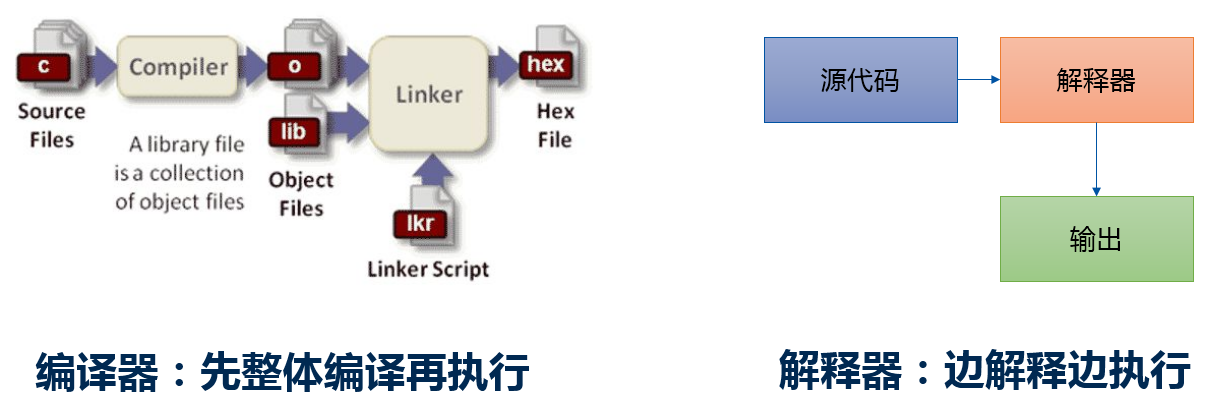 c
Source
Files
Compiler
A library file
is a collection
of object files
o
lib
Object
Files
Linker
lkr
Linker Script
hex
Hex
File
编译器：先整体编译再执行
源代码
解释器
输出
解释器：边解释边执行